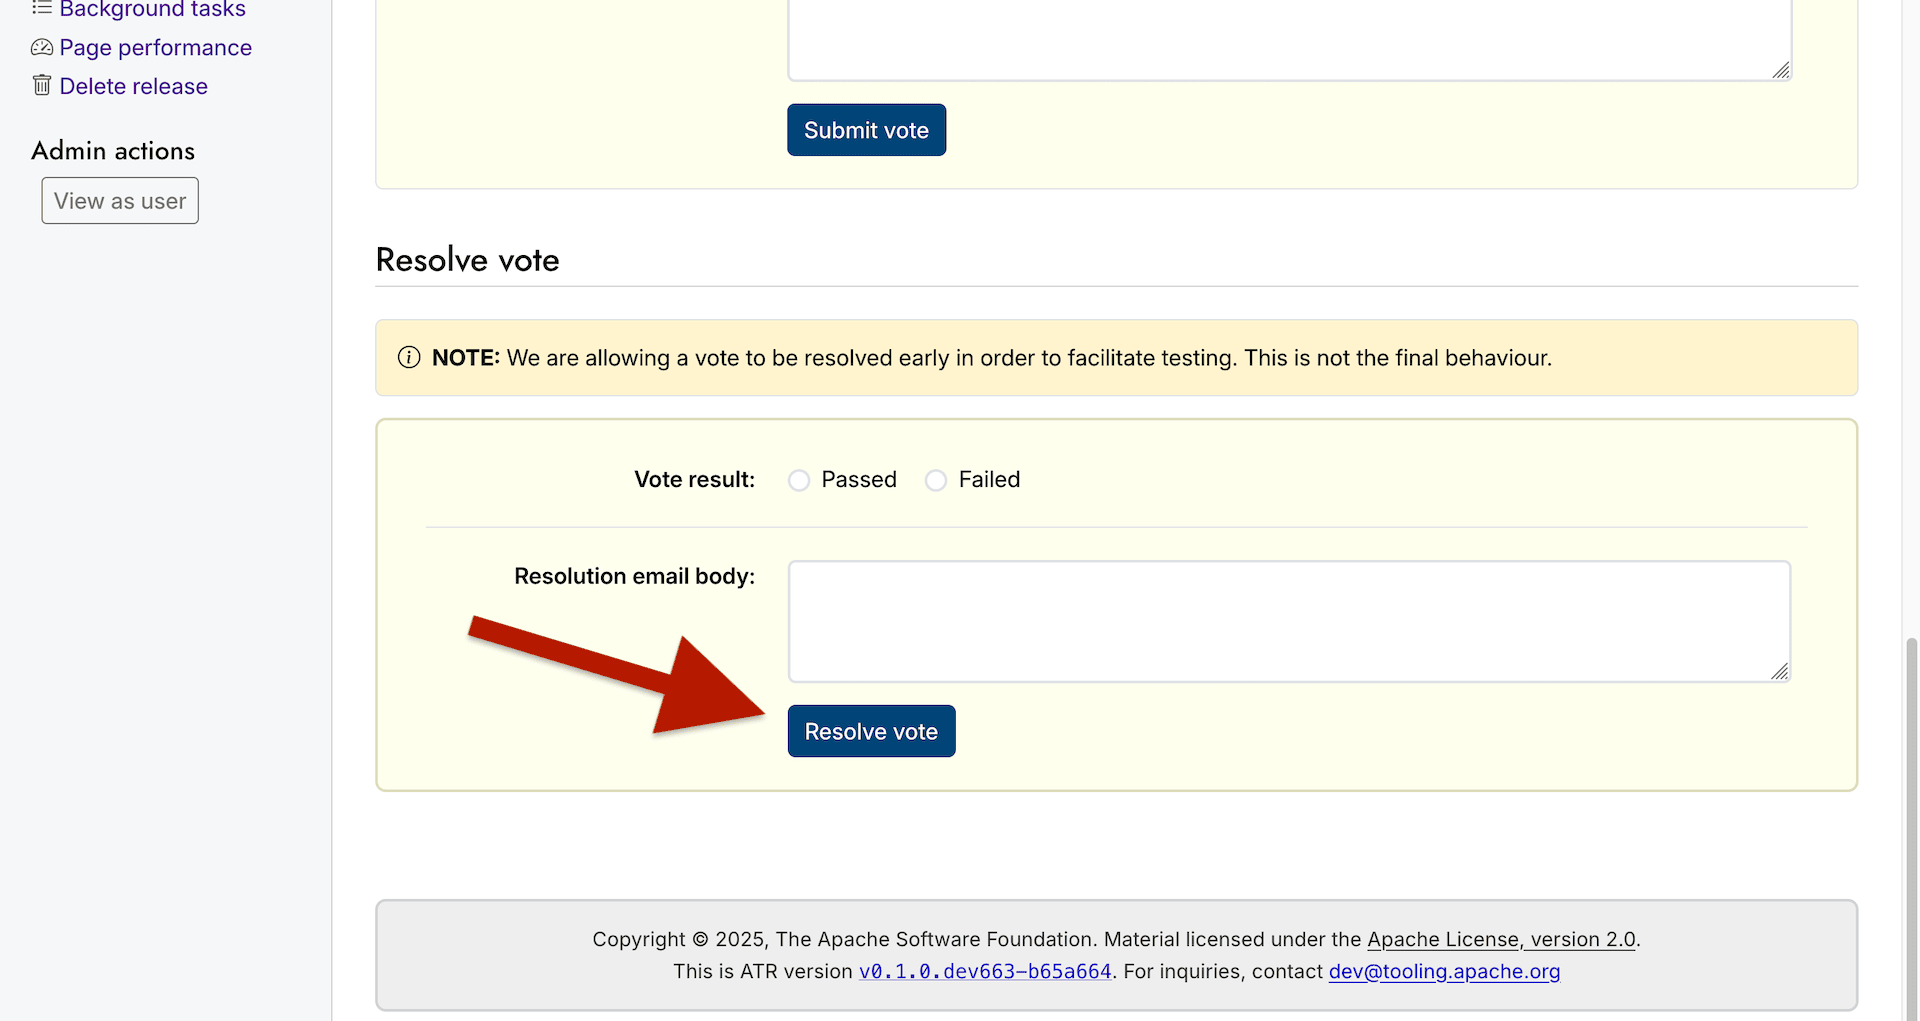 Background tasks
Page performance
Delete release
Admin actions
View as user
Submit vote
Resolve vote
NOTE: We are allowing a vote to be resolved early in order to facilitate testing. This is not the final behaviour.
Vote result: Passed Failed
Resolution email body:
Resolve vote
Copyright © 2025, The Apache Software Foundation. Material licensed under the Apache License, version 2.0.
This is ATR version v0.1.0.dev663-b65a664. For inquiries, contact dev@tooling.apache.org